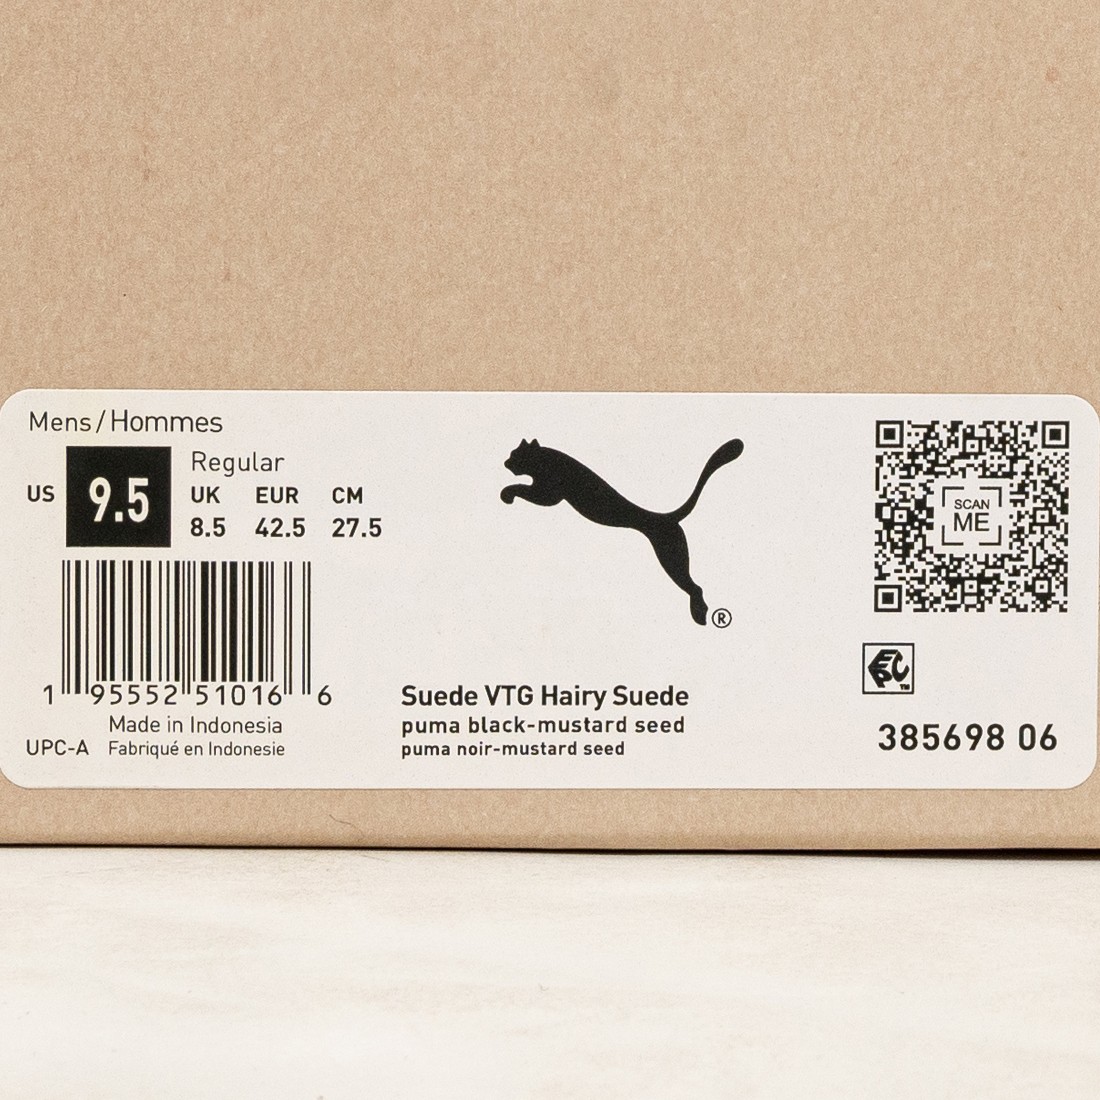 Mens/Hommes
US 9.5
Regular
UK EUR CM
8.5 42.5 27.5
1 95552 51016 6
Made in Indonesia
UPC-A Fabriqué en Indonesie
®
Suede VTG Hairy Suede
puma black-mustard seed
puma noir-mustard seed
SCAN
ME
EPC™
385698 06